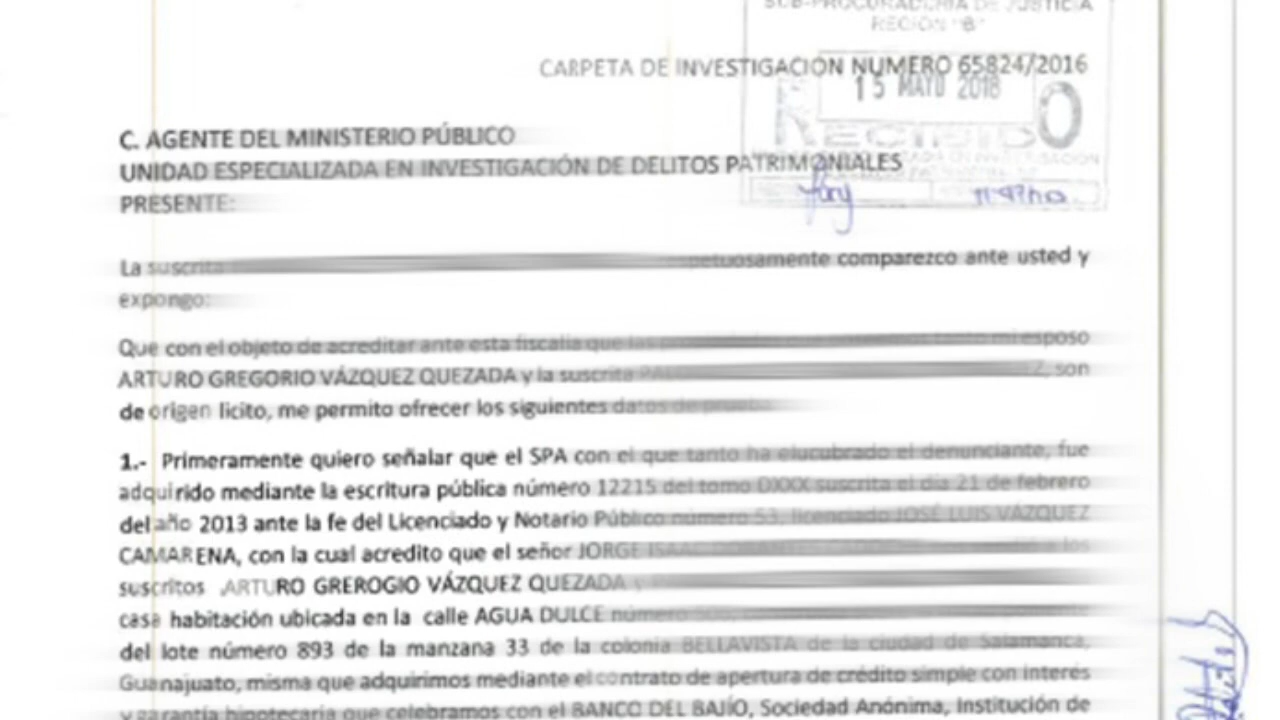 SUB-PROCURADURIA DE JUSTICIA
REGION "B"
CARPETA DE INVESTIGACIÓN NUMERO 65824/2016
15 MAYO 2018
RECIBIDO
C. AGENTE DEL MINISTERIO PÚBLICO
UNIDAD ESPECIALIZADA EN INVESTIGACIÓN DE DELITOS PATRIMONIALES
PRESENTE:
La suscrita petuosamente comparezco ante usted y
expongo:
Que con el objeto de acreditar ante esta fiscalia que las propiedades que poseemos tanto mi esposo
ARTURO GREGORIO VÁZQUEZ QUEZADA y la suscrita Z, son
de origen licito, me permito ofrecer los siguientes datos de prueba
1.- Primeramente quiero señalar que el SPA con el que tanto ha elucubrado el denunciante, fue
adquirido mediante la escritura pública número 12215 del tomo DXXX suscrita el día 21 de febrero
del año 2013 ante la fe del Licenciado y Notario Público número 53, licenciado JOSÉ LUIS VÁZQUEZ
CAMARENA, con la cual acredito que el señor JORGE ISAAC a los
suscritos ARTURO GREROGIO VÁZQUEZ QUEZADA y
casa habitación ubicada en la calle AGUA DULCE número
del lote número 893 de la manzana 33 de la colonia BELLAVISTA de la ciudad de Salamanca,
Guanajuato, misma que adquirimos mediante el contrato de apertura de crédito simple con interés
y garantía hipotecaria que celebramos con el BANCO DEL BAJÍO, Sociedad Anónima, Institución de